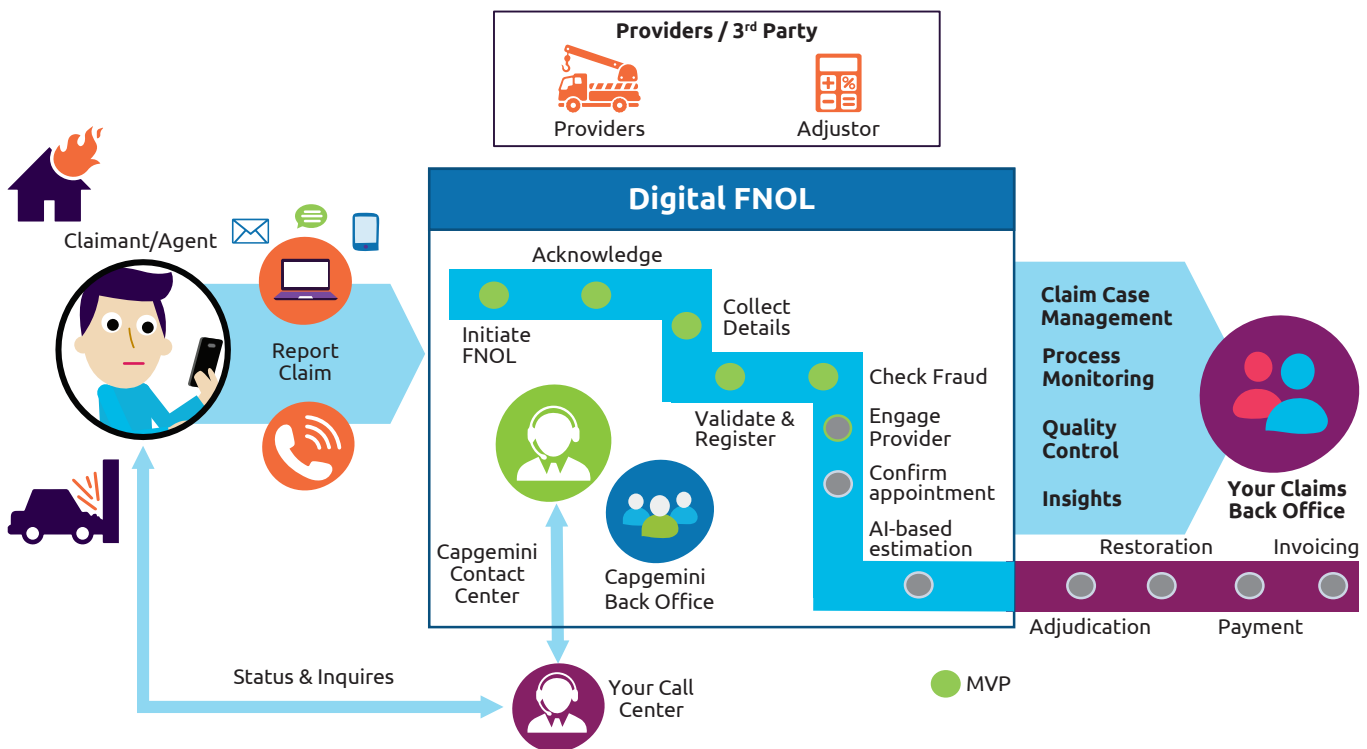 Providers / 3rd Party
Providers
Adjustor
Digital FNOL
Claimant/Agent
Report
Claim
Acknowledge
Initiate
FNOL
Collect
Details
Validate &
Register
Check Fraud
Engage
Provider
Confirm
appointment
AI-based
estimation
Capgemini
Contact
Center
Capgemini
Back Office
Claim Case
Management
Process
Monitoring
Quality
Control
Insights
Your Claims
Back Office
Restoration
Invoicing
Adjudication
Payment
Status & Inquires
Your Call
Center
MVP